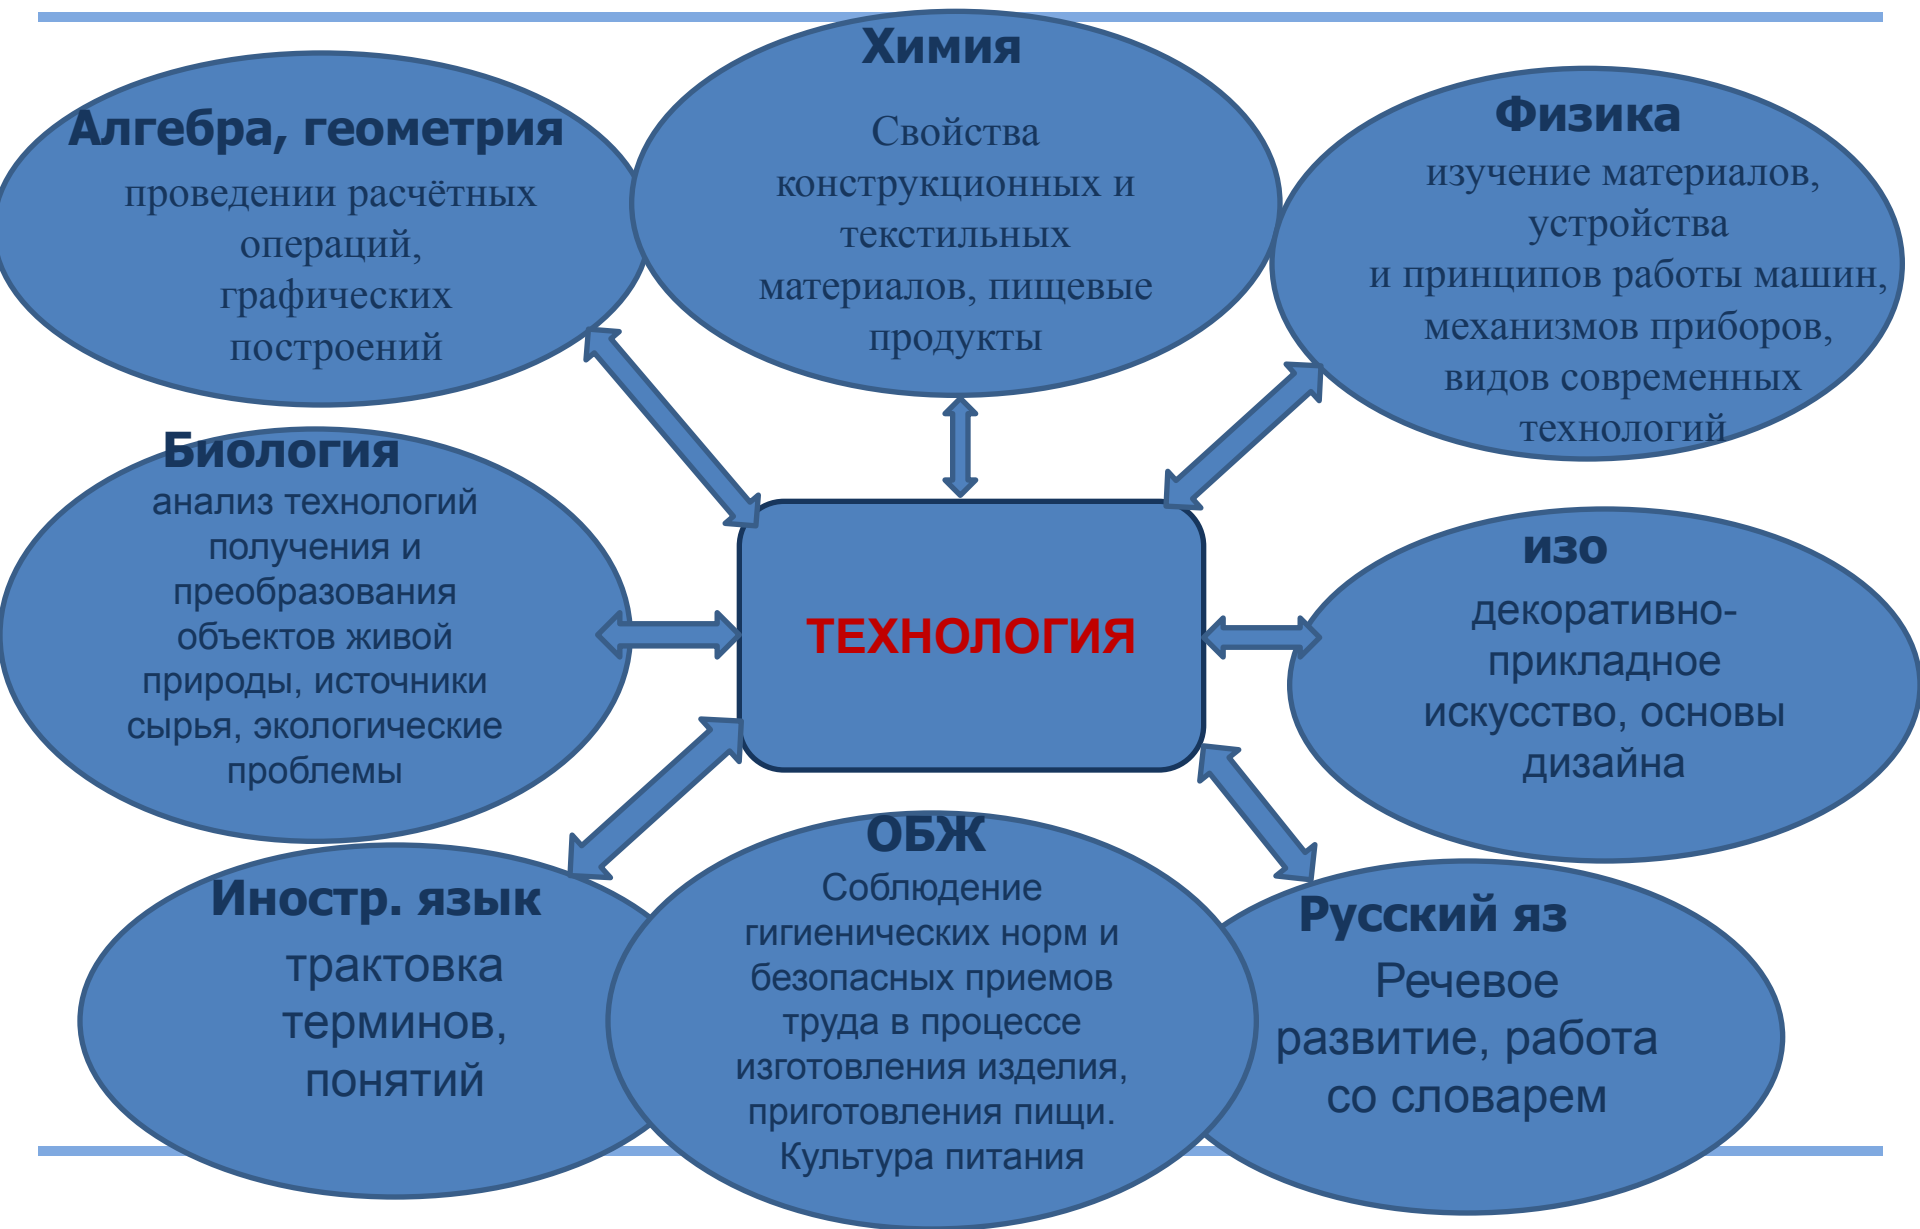 Алгебра, геометрия
проведении расчётных
операций,
графических
построений
Химия
Свойства
конструкционных и
текстильных
материалов, пищевые
продукты
Физика
изучение материалов,
устройства
и принципов работы машин,
механизмов приборов,
видов современных
технологий
Биология
анализ технологий
получения и
преобразования
объектов живой
природы, источники
сырья, экологические
проблемы
ТЕХНОЛОГИЯ
изо
декоративно-
прикладное
искусство, основы
дизайна
Иностр. язык
трактовка
терминов,
понятий
ОБЖ
Соблюдение
гигиенических норм и
безопасных приемов
труда в процессе
изготовления изделия,
приготовления пищи.
Культура питания
Русский яз
Речевое
развитие, работа
со словарем